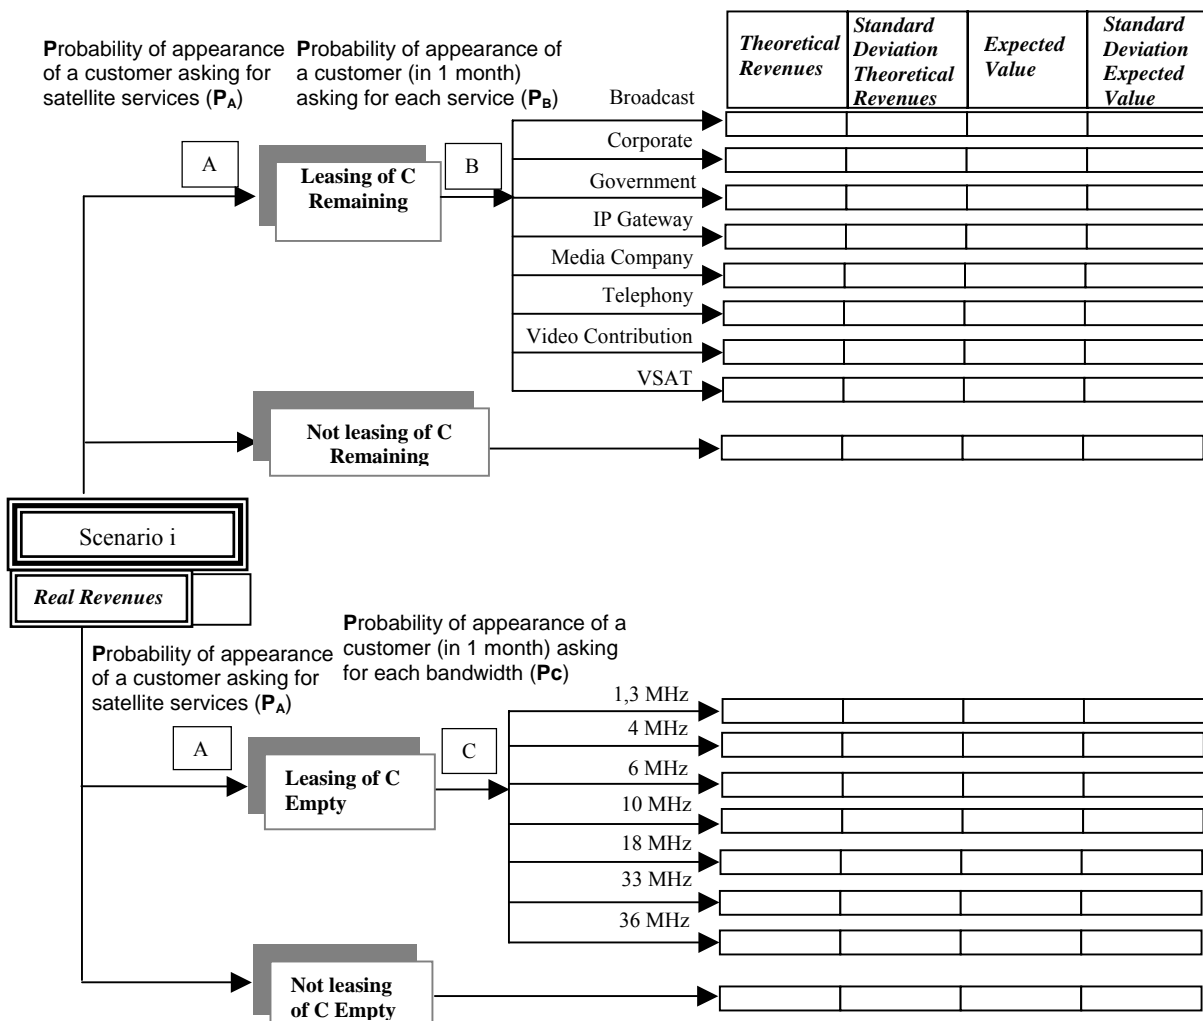 Probability of appearance
of a customer asking for
satellite services (PA)
Probability of appearance of
a customer (in 1 month)
asking for each service (PB)
Theoretical
Revenues
Standard
Deviation
Theoretical
Revenues
Expected
Value
Standard
Deviation
Expected
Value
A
Leasing of C
Remaining
B
Broadcast
Corporate
Government
IP Gateway
Media Company
Telephony
Video Contribution
VSAT
Not leasing of C
Remaining
Scenario i
Real Revenues
Probability of appearance
of a customer asking for
satellite services (PA)
Probability of appearance of a
customer (in 1 month) asking
for each bandwidth (Pc)
A
Leasing of C
Empty
C
1,3 MHz
4 MHz
6 MHz
10 MHz
18 MHz
33 MHz
36 MHz
Not leasing
of C Empty